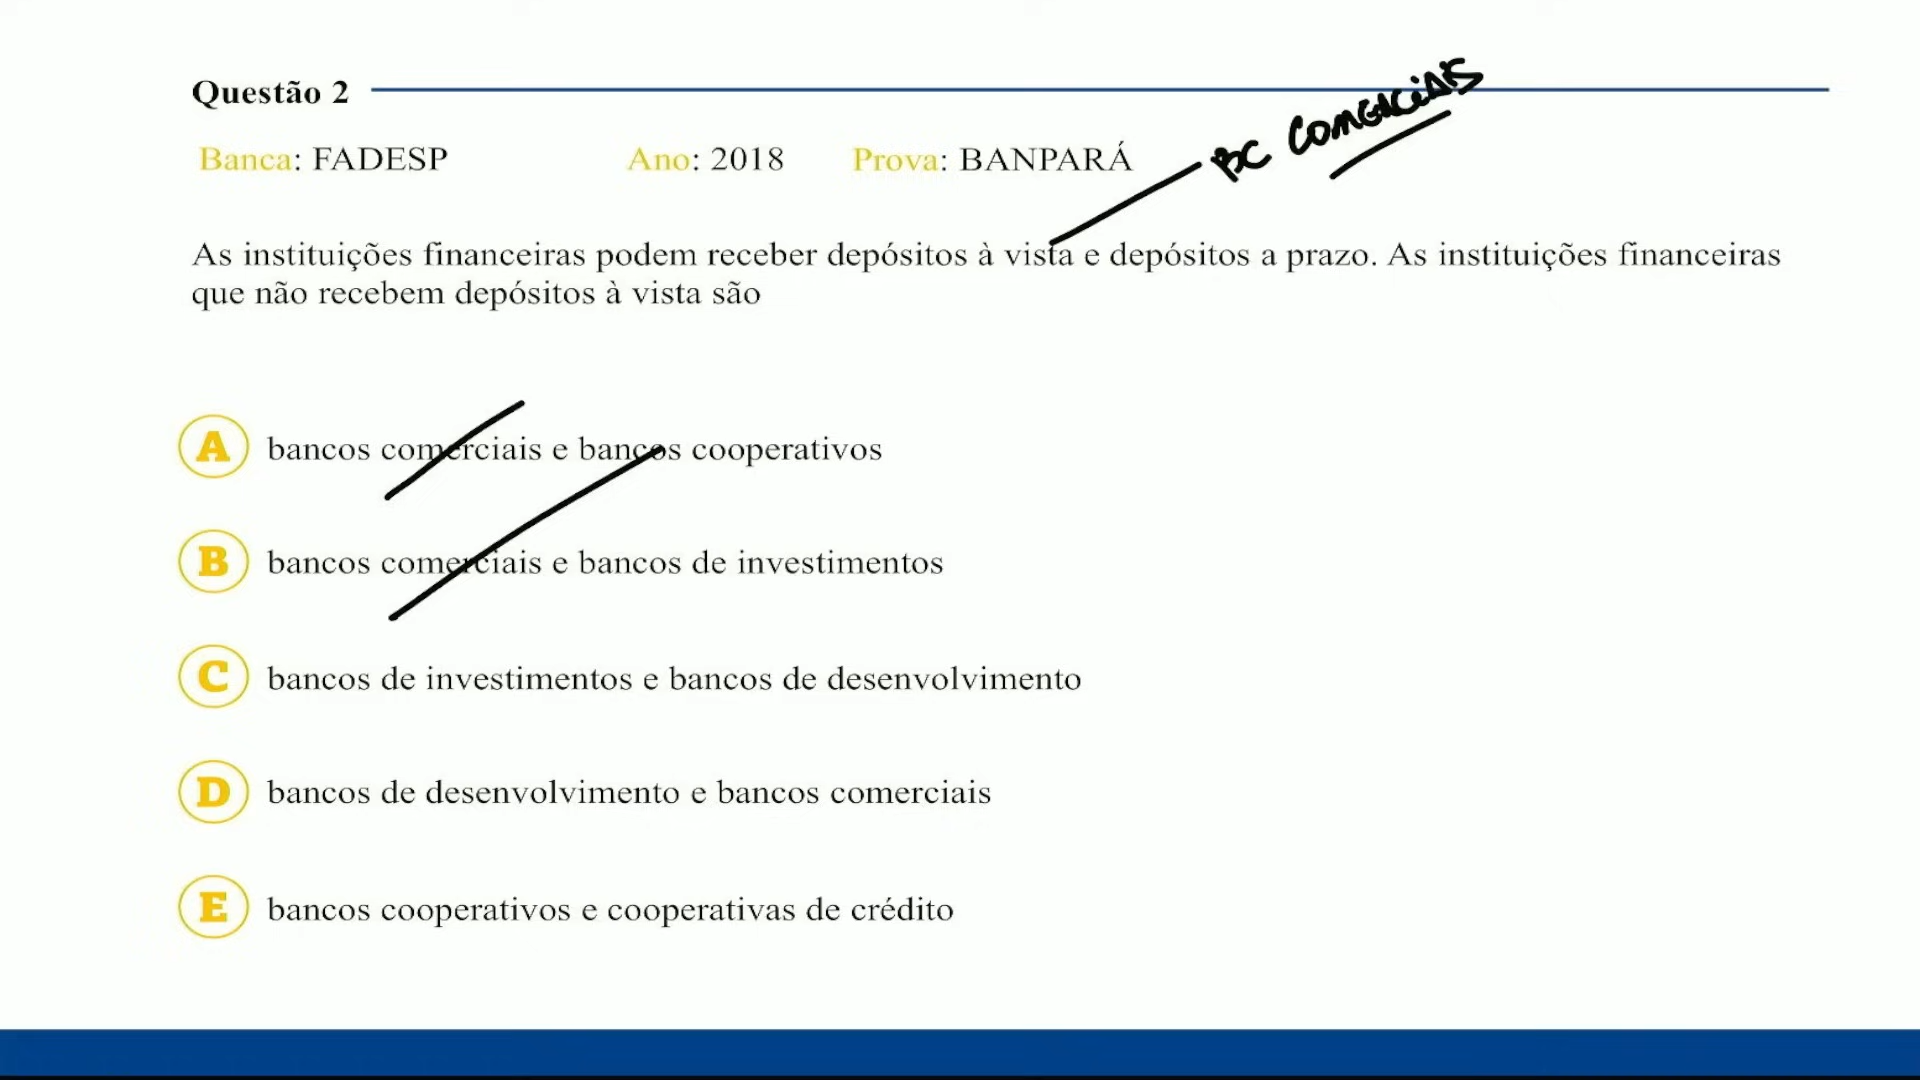 Questão 2
BC COMERCIAIS
Banca: FADESP Ano: 2018 Prova: BANPARÁ
As instituições financeiras podem receber depósitos à vista e depósitos a prazo. As instituições financeiras
que não recebem depósitos à vista são
A bancos comerciais e bancos cooperativos
B bancos comerciais e bancos de investimentos
C bancos de investimentos e bancos de desenvolvimento
D bancos de desenvolvimento e bancos comerciais
E bancos cooperativos e cooperativas de crédito